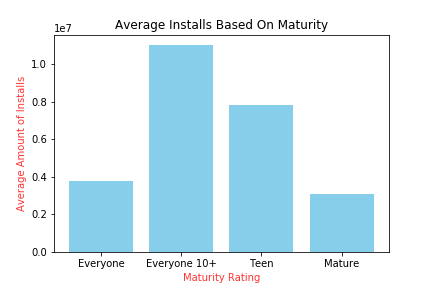 Average Installs Based On Maturity
1e7
1.0
0.8
0.6
0.4
0.2
0.0
Average Amount of Installs
Everyone Everyone 10+ Teen Mature
Maturity Rating